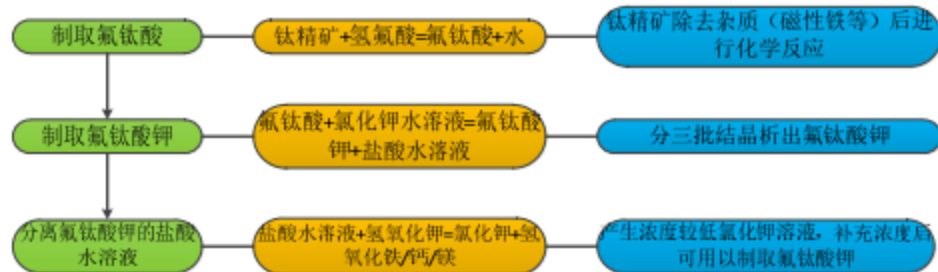 制取氟钛酸
钛精矿+氢氟酸=氟钛酸+水
钛精矿除去杂质（磁性铁等）后进
行化学反应
制取氟钛酸钾
氟钛酸+氯化钾水溶液=氟钛酸
钾+盐酸水溶液
分三批结晶析出氟钛酸钾
分离氟钛酸钾的盐酸
水溶液
盐酸水溶液+氢氧化钾=氯化钾+氢
氧化铁/钙/镁
产生浓度较低氯化钾溶液，补充浓度后
可用以制取氟钛酸钾